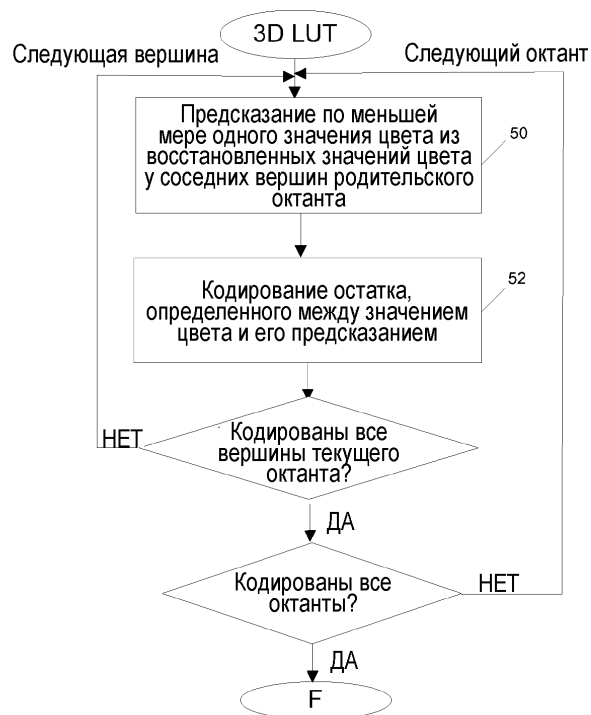 3D LUT
Следующая вершина
Следующий октант
Предсказание по меньшей
мере одного значения цвета из
восстановленных значений цвета
у соседних вершин родительского
октанта
50
Кодирование остатка,
определенного между значением
цвета и его предсказанием
52
Кодированы все
вершины текущего
октанта?
НЕТ
ДА
Кодированы все
октанты?
НЕТ
ДА
F